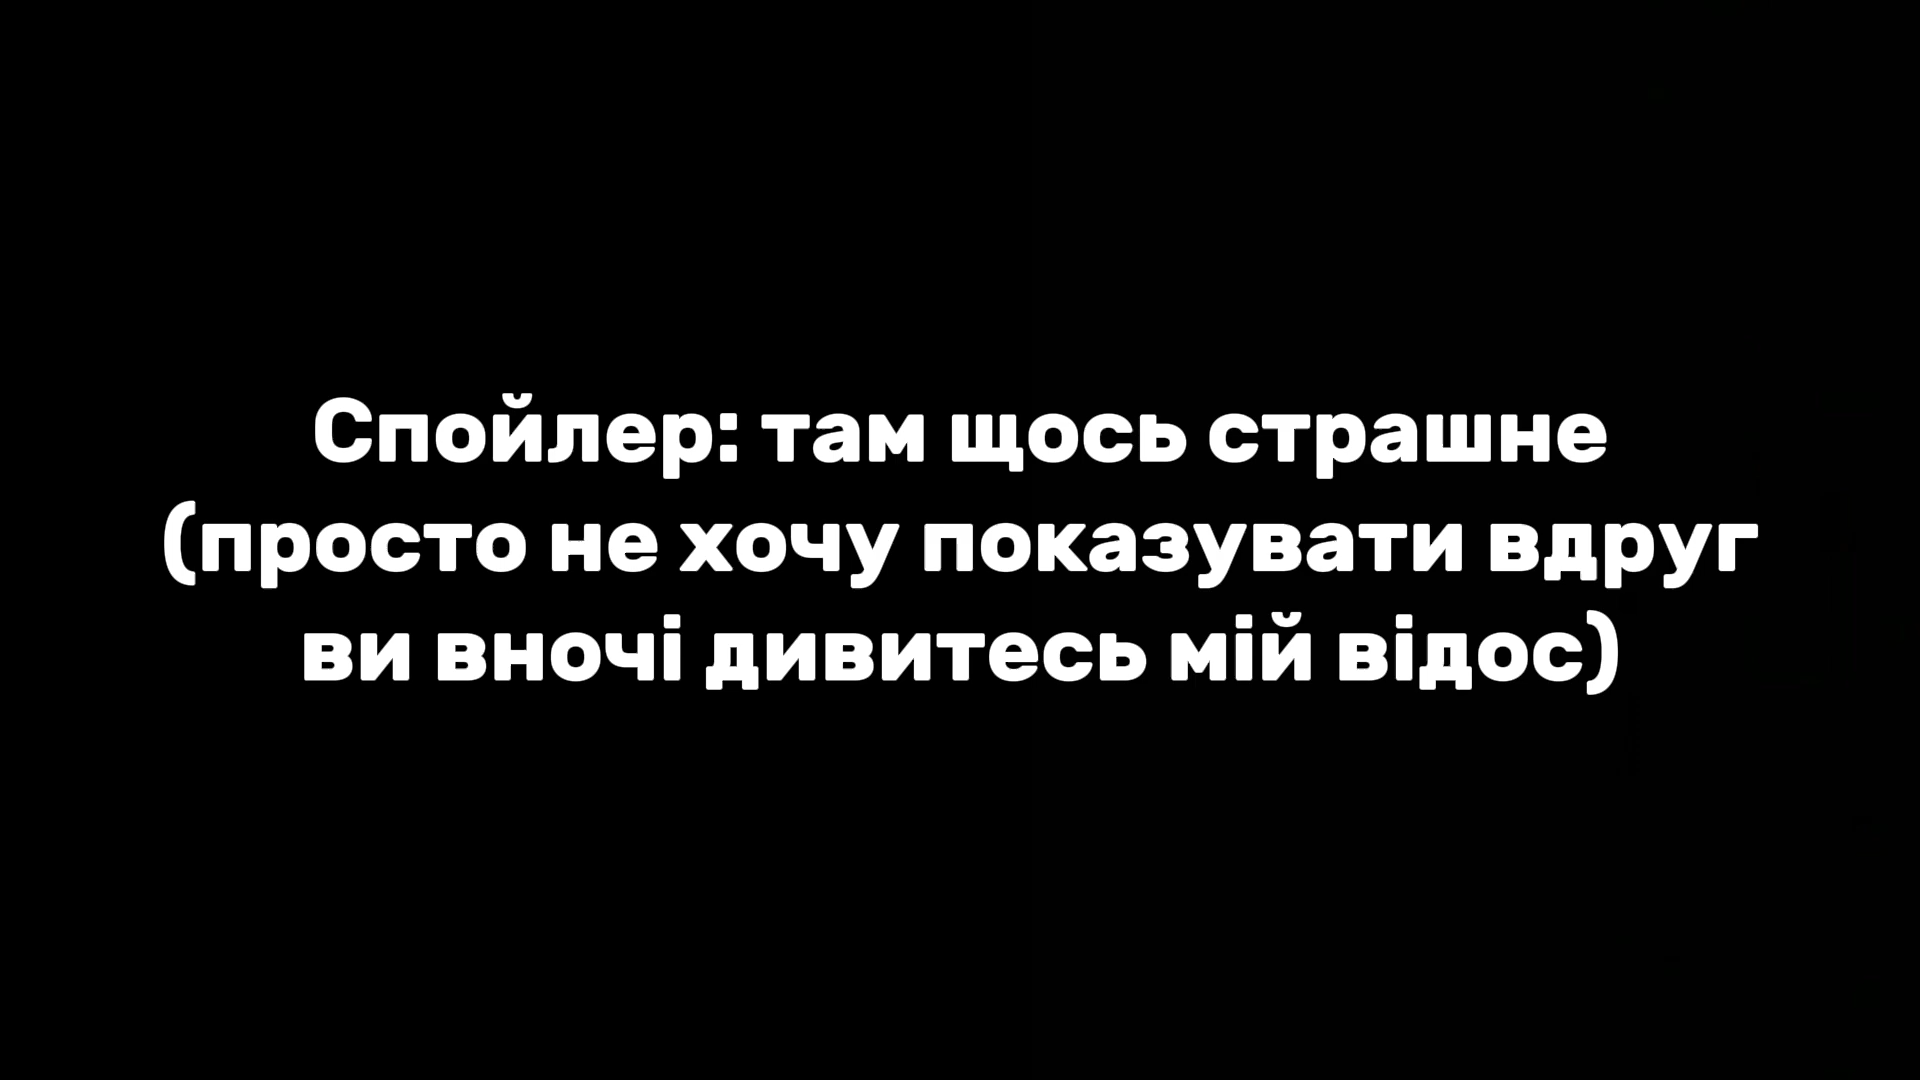 Спойлер: там щось страшне
(просто не хочу показувати вдруг
ви вночі дивитесь мій відос)